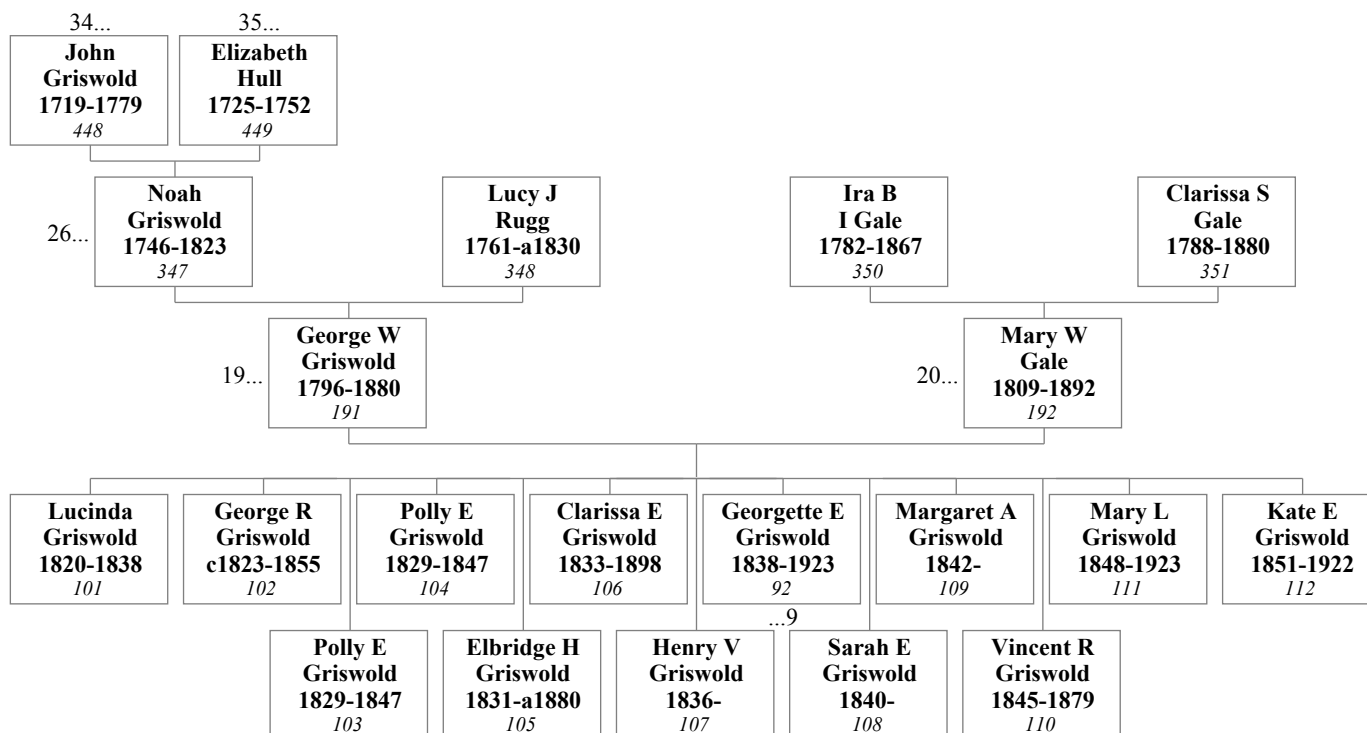 34...
35...
John
Griswold
1719-1779
448
Elizabeth
Hull
1725-1752
449
26...
Noah
Griswold
1746-1823
347
Lucy J
Rugg
1761-a1830
348
Ira B
I Gale
1782-1867
350
Clarissa S
Gale
1788-1880
351
19...
George W
Griswold
1796-1880
191
20...
Mary W
Gale
1809-1892
192
Lucinda
Griswold
1820-1838
101
George R
Griswold
c1823-1855
102
Polly E
Griswold
1829-1847
104
Clarissa E
Griswold
1833-1898
106
Georgette E
Griswold
1838-1923
92
...9
Margaret A
Griswold
1842-
109
Mary L
Griswold
1848-1923
111
Kate E
Griswold
1851-1922
112
Polly E
Griswold
1829-1847
103
Elbridge H
Griswold
1831-a1880
105
Henry V
Griswold
1836-
107
Sarah E
Griswold
1840-
108
Vincent R
Griswold
1845-1879
110